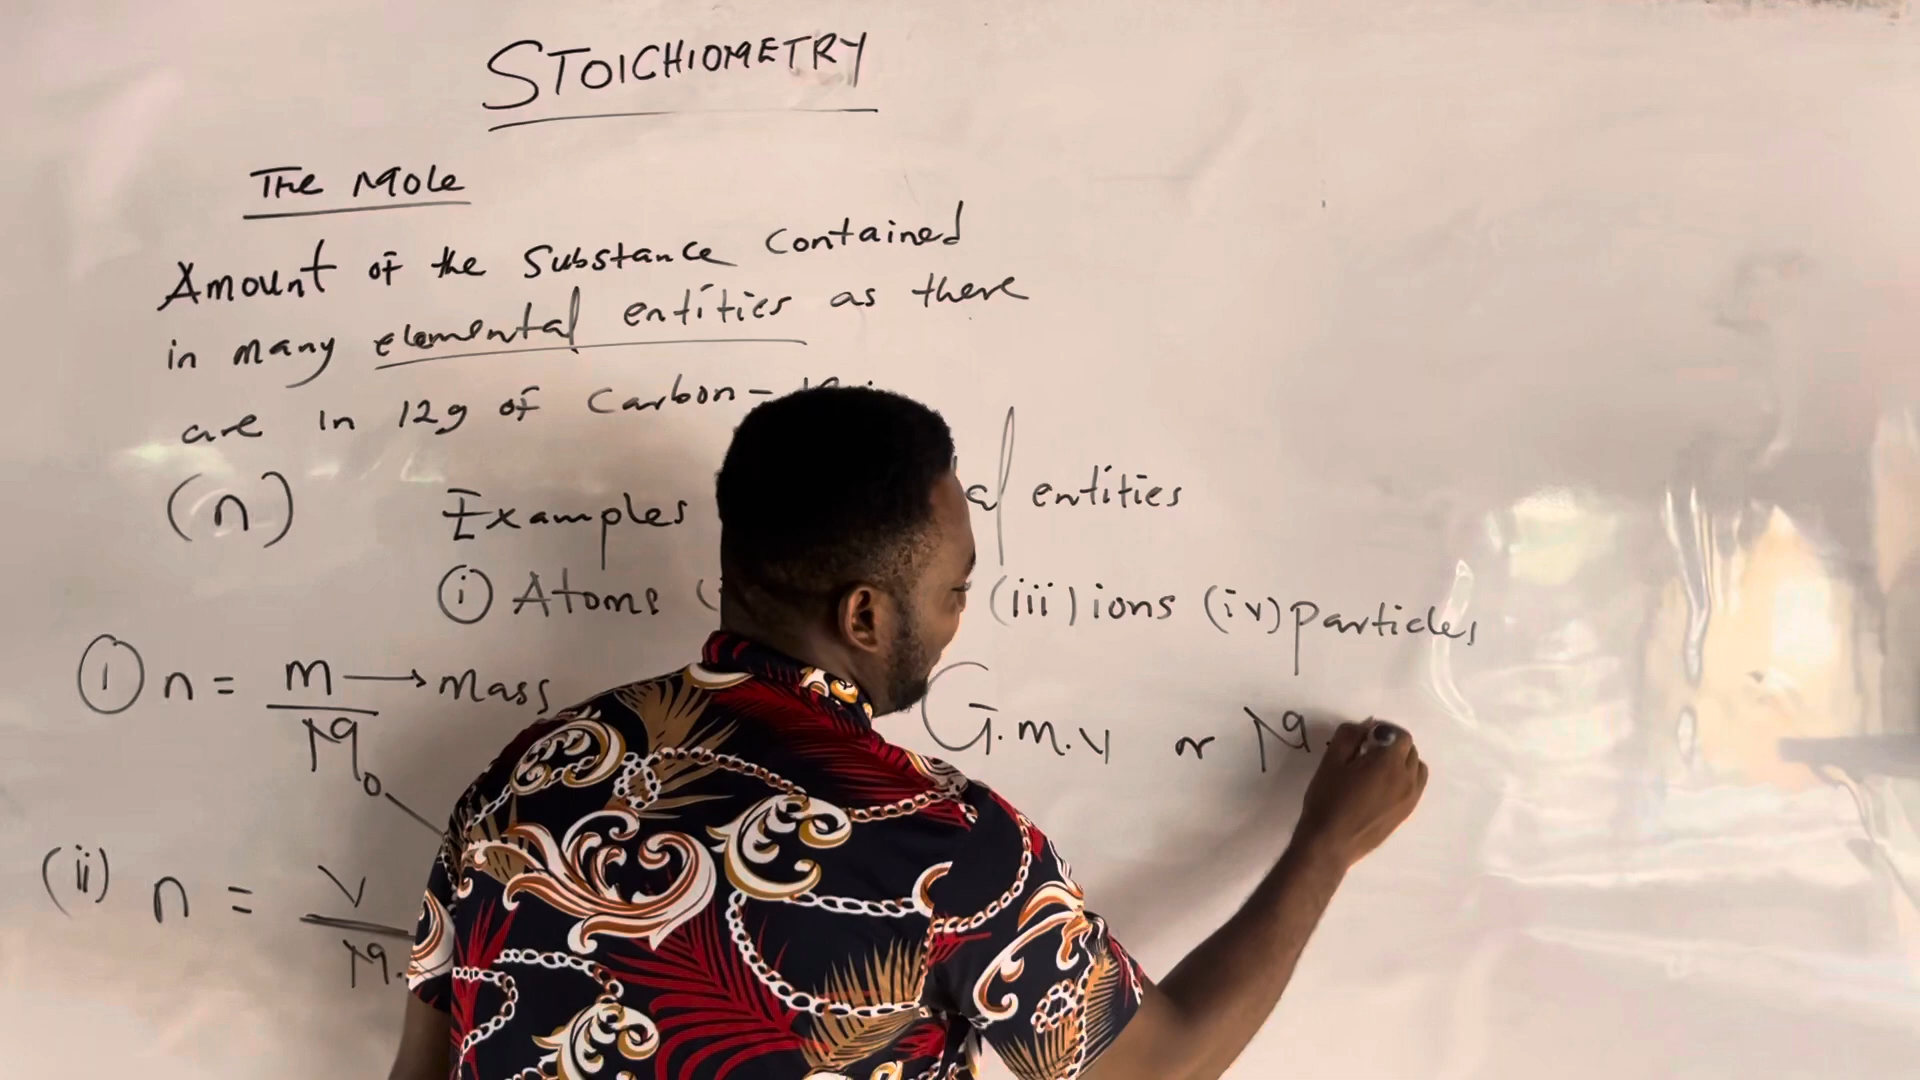 STOICHIOMETRY
The Mole
Amount of the Substance Contained
in many elemental entities as there
are in 12g of Carbon-
(n) Examples entities
(i) Atoms (iii) ions (iv) particles
(i) n = m/Mo → Mass
G.M.V or M.
(ii) n = V/M.